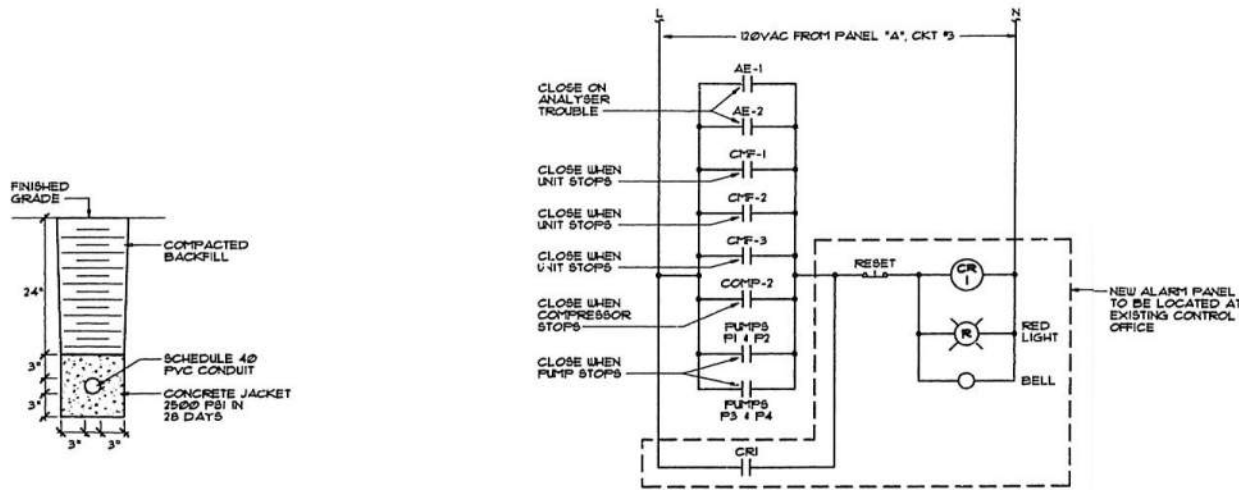 FINISHED
GRADE
COMPACTED
BACKFILL
24"
SCHEDULE 40
PVC CONDUIT
3"
3"
CONCRETE JACKET
2500 PSI IN
28 DAYS
3"
3"
L
N
120VAC FROM PANEL "A", CKT #3
AE-1
CLOSE ON
ANALYSER
TROUBLE
AE-2
CMF-1
CLOSE WHEN
UNIT STOPS
CMF-2
CLOSE WHEN
UNIT STOPS
CMF-3
CLOSE WHEN
UNIT STOPS
COMP-2
CLOSE WHEN
COMPRESSOR
STOPS
PUMPS
P1 & P2
CLOSE WHEN
PUMP STOPS
PUMPS
P3 & P4
CR1
RESET
CR
1
R
RED
LIGHT
BELL
NEW ALARM PANEL
TO BE LOCATED AT
EXISTING CONTROL
OFFICE